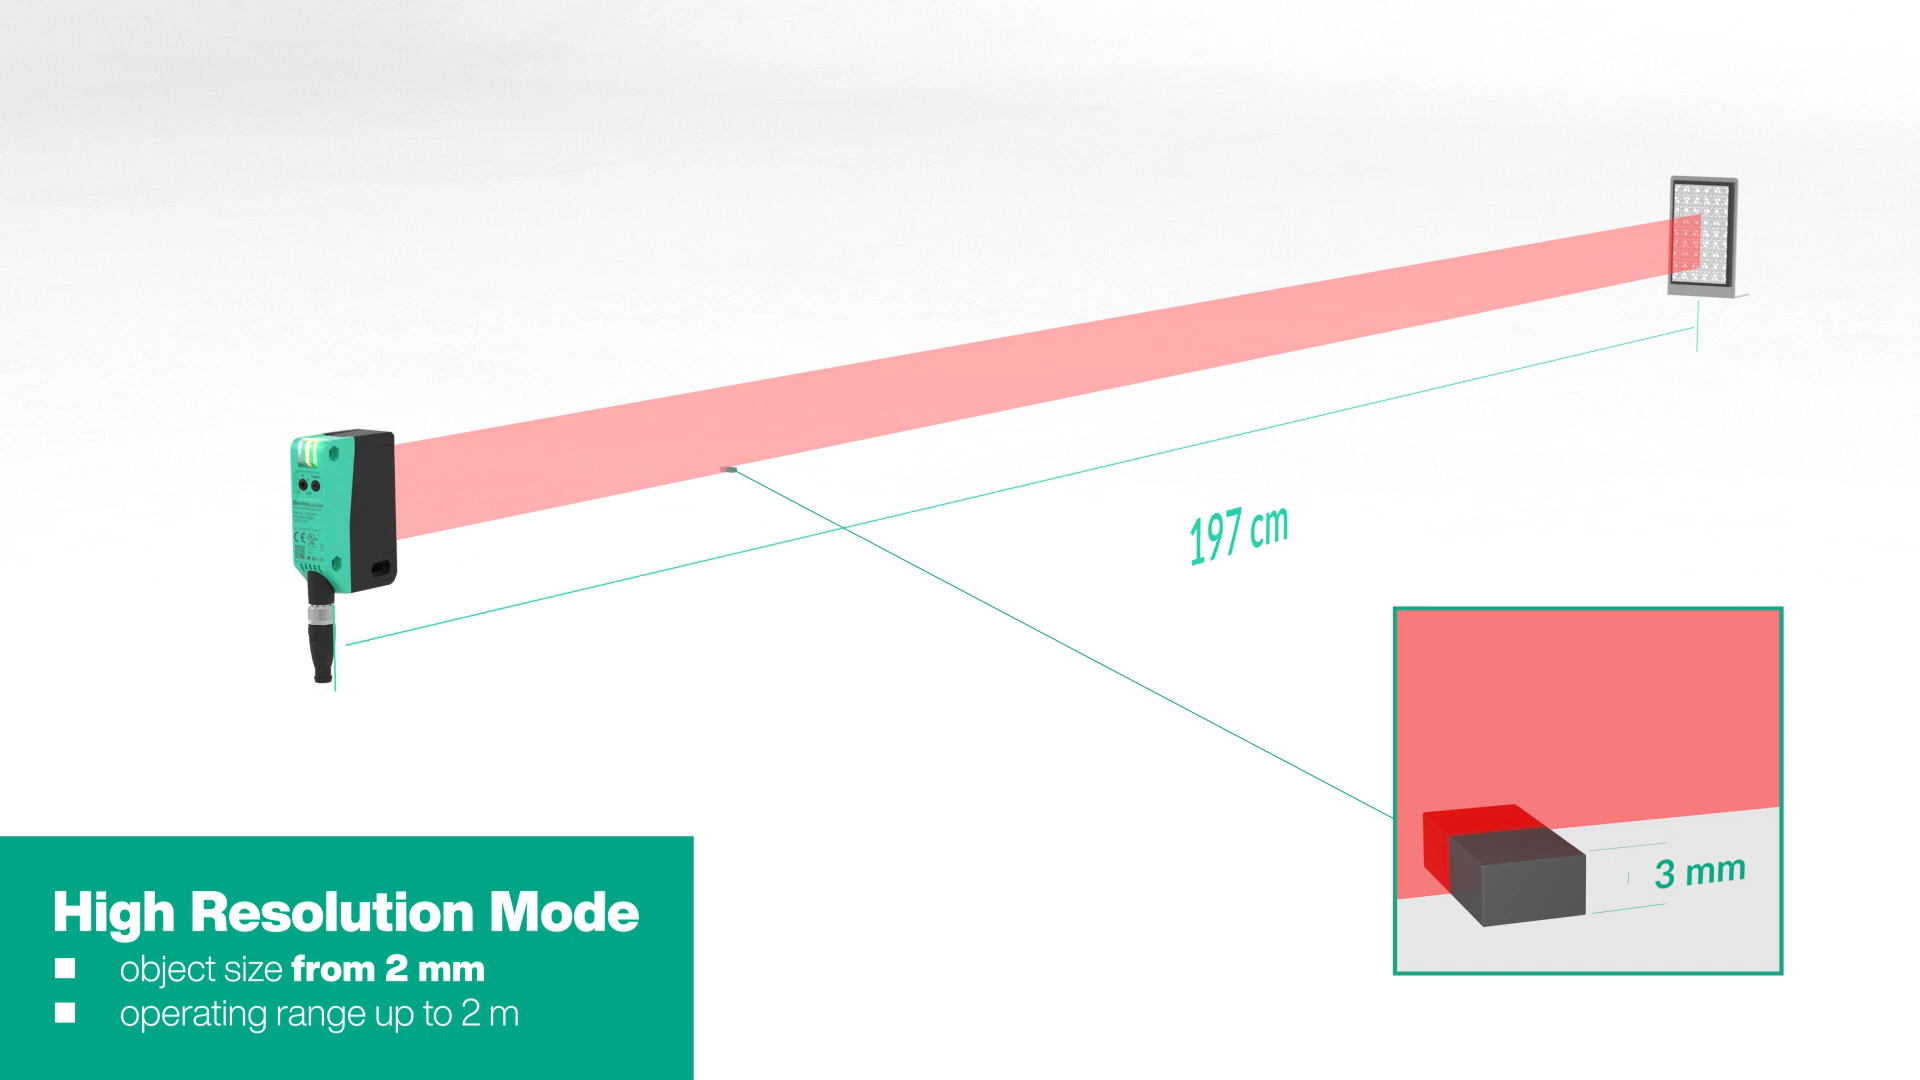 197 cm
3 mm
High Resolution Mode
object size from 2 mm
operating range up to 2 m